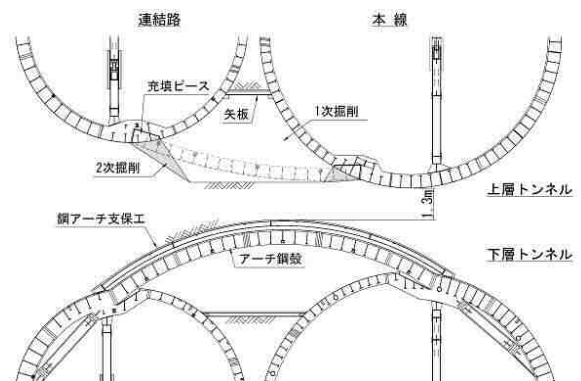 連結路
本線
充填ピース
矢板
1次掘削
2次掘削
上層トンネル
1.3m
鋼アーチ支保工
アーチ鋼殻
下層トンネル